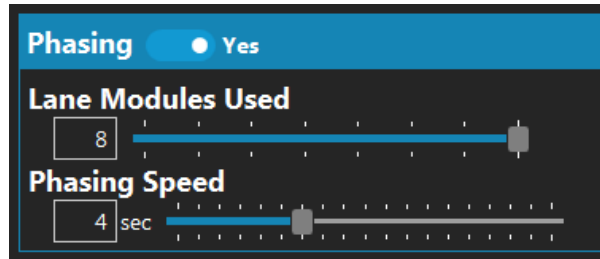 Phasing Yes
Lane Modules Used
8
Phasing Speed
4 sec